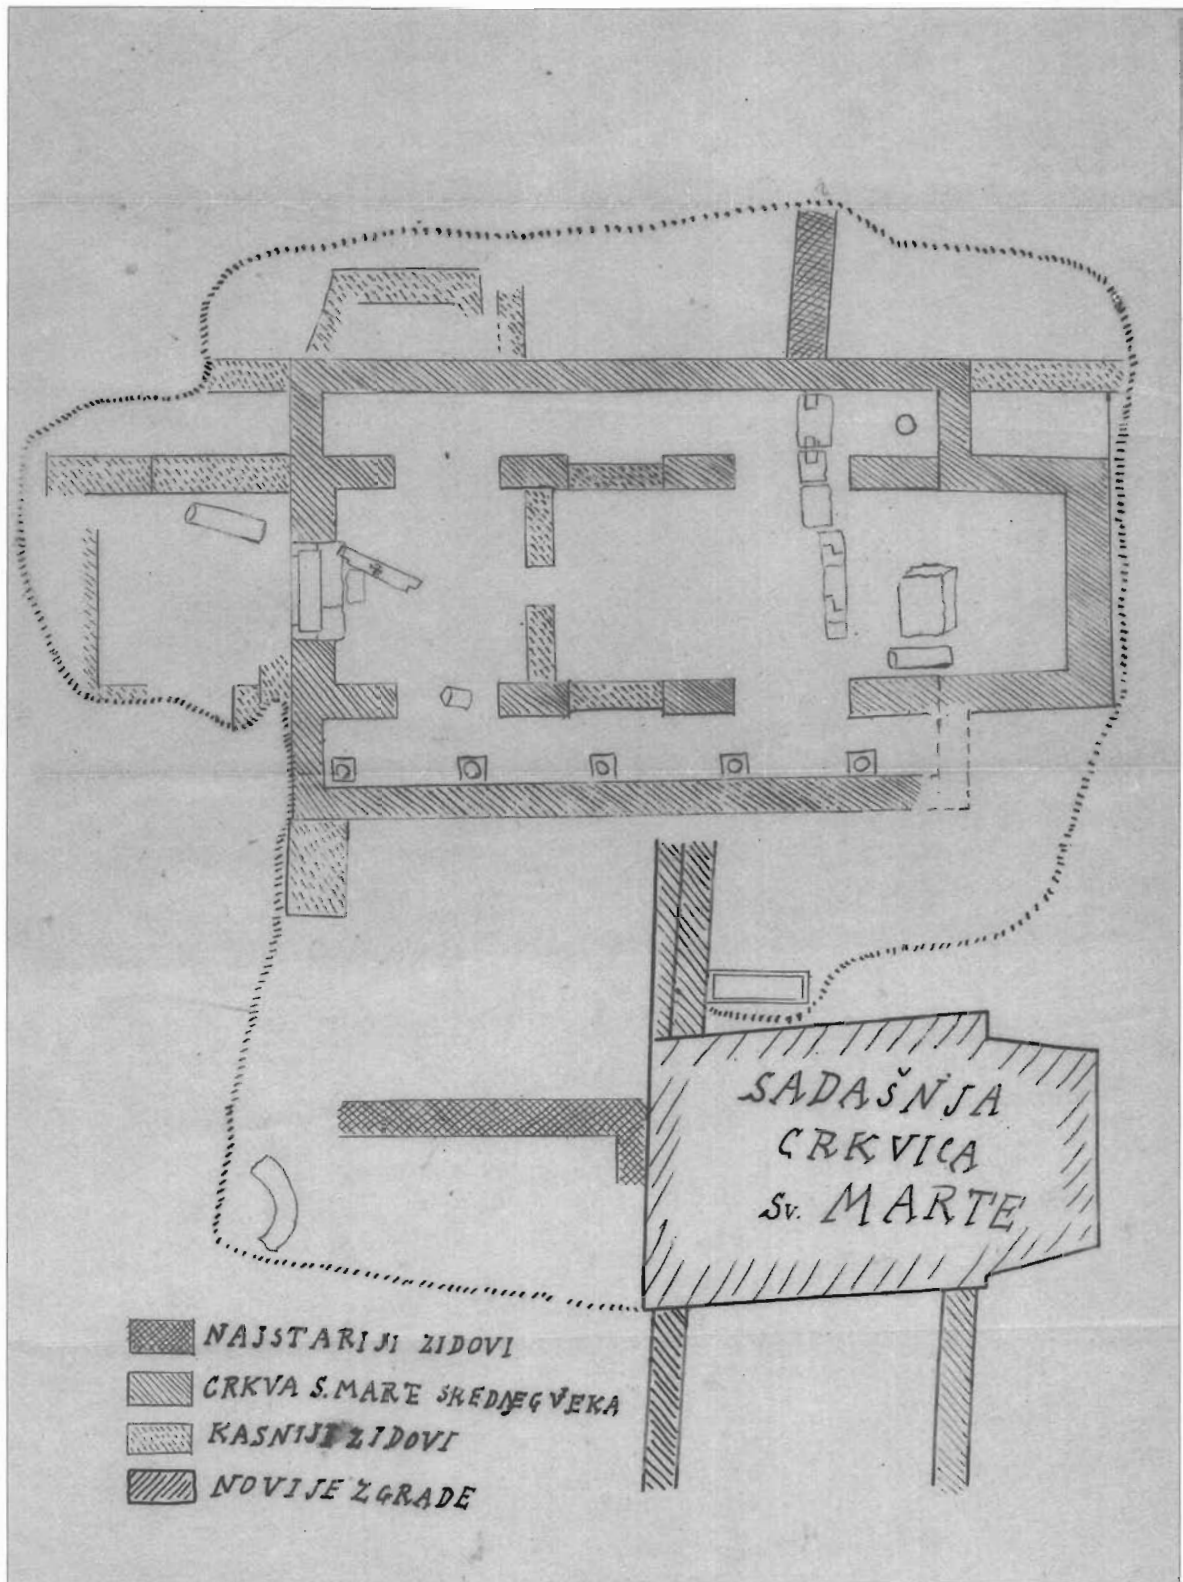 SADAŠNJA
CRKVICA
Sv. MARTE
NAJSTARIJI ZIDOVI
CRKVA S. MARTE SREDNJEG VEKA
KASNIJI ZIDOVI
NOVIJE ZGRADE